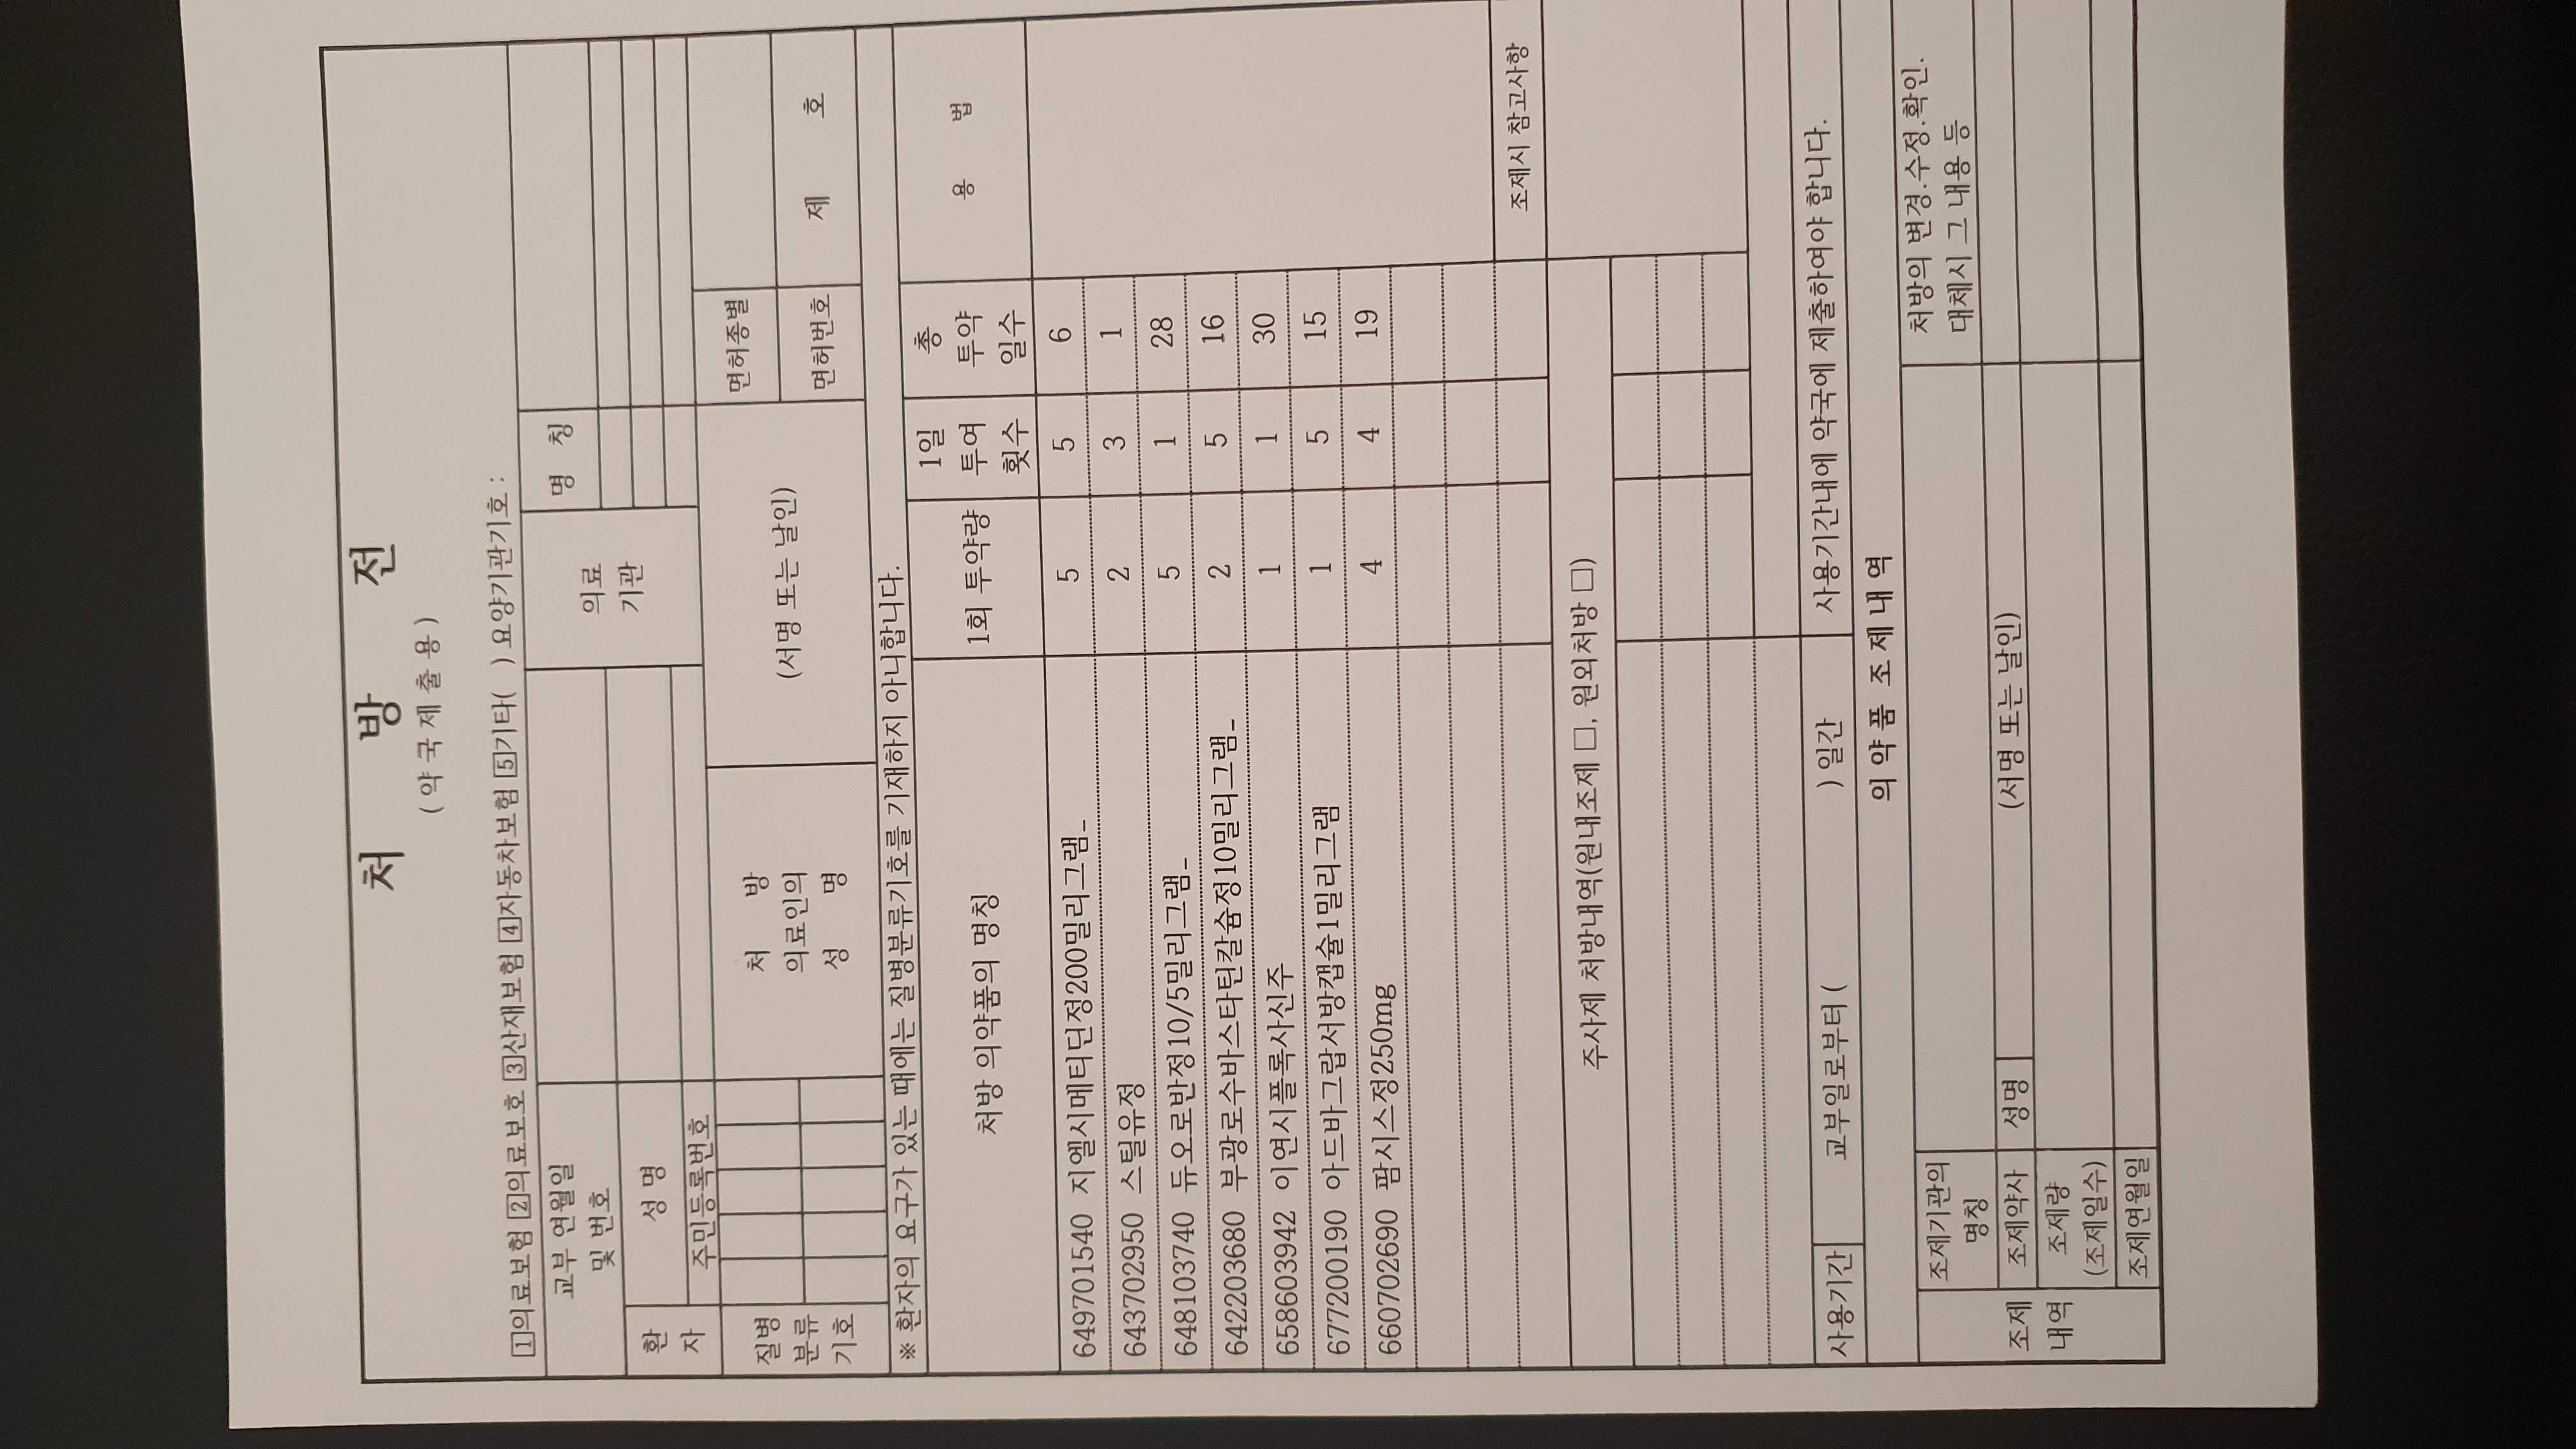 처 방 전
(약국제출용)
1의료보험 2의료보호 3산재보험 4자동차보험 5기타( ) 요양기관기호 :
교부 연월일
및 번호
의료
기관
명 칭
환
자
성 명
주민등록번호
질병
분류
기호
처 방
의료인의
성 명
(서명 또는 날인)
면허종별
면허번호
제 호
※ 환자의 요구가 있는 때에는 질병분류기호를 기재하지 아니합니다.
처방 의약품의 명칭
1회 투약량
1일
투여
횟수
총
투약
일수
용 법
649701540 지엘시메티딘정200밀리그램_ 5 5 6
643702950 스틸유정 2 3 1
648103740 듀오로반정10/5밀리그램_ 5 1 28
642203680 부광로수바스타틴칼슘정10밀리그램_ 2 5 16
658603942 이연시플록사신주 1 1 30
677200190 아드바그랍서방캡슐1밀리그램 1 5 15
660702690 팜시스정250mg 4 4 19
조제시 참고사항
주사제 처방내역(원내조제 □, 원외처방 □)
사용기간 교부일로부터 ( ) 일간 사용기간내에 약국에 제출하여야 합니다.
의약품 조제내역
조제
내역
조제기관의
명칭
처방의 변경.수정.확인.
대체시 그 내용 등
조제약사 성명 (서명 또는 날인)
조제량
(조제일수)
조제연월일